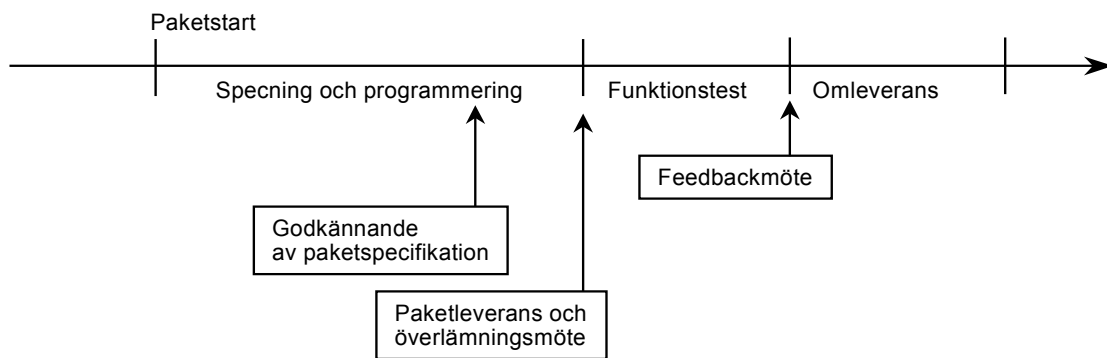 Paketstart
Specning och programmering
Funktionstest
Omleverans
Feedbackmöte
Godkännande
av paketspecifikation
Paketleverans och
överlämningsmöte